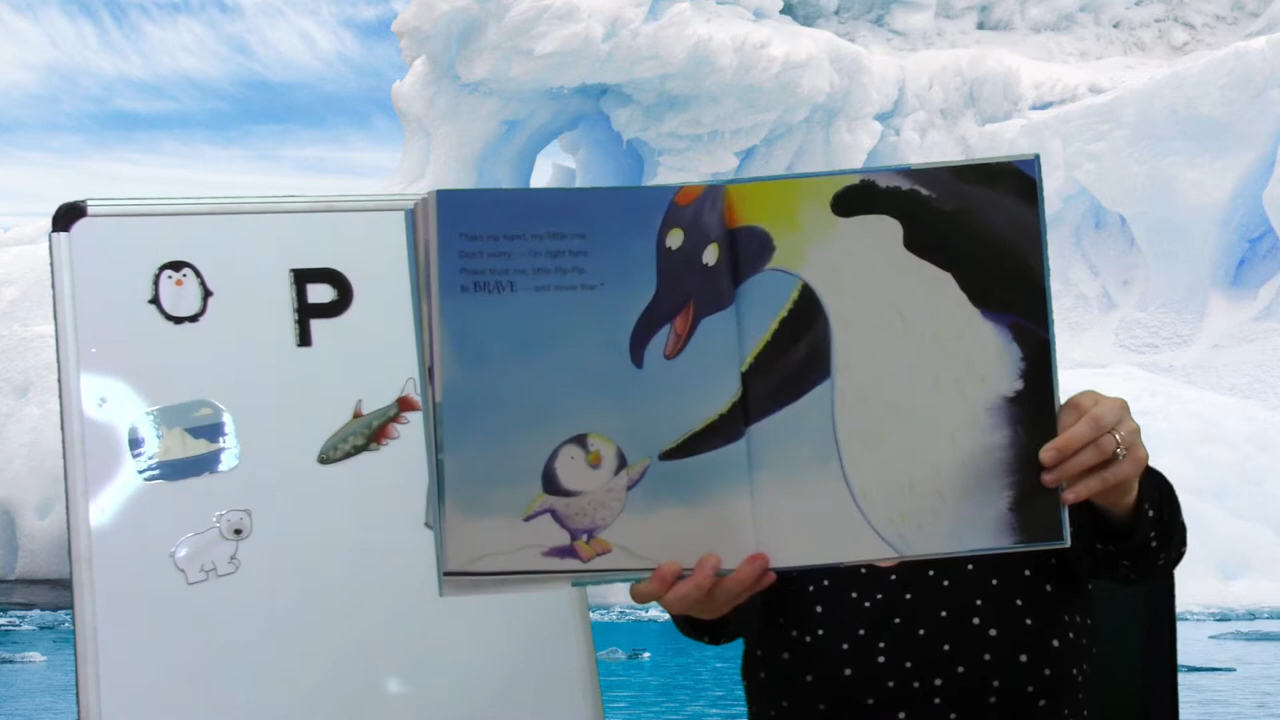 P
"Take my hand, my little one.
Don't worry — I'm right here.
Please trust me, little Pip-Pip.
Be BRAVE — and never fear."